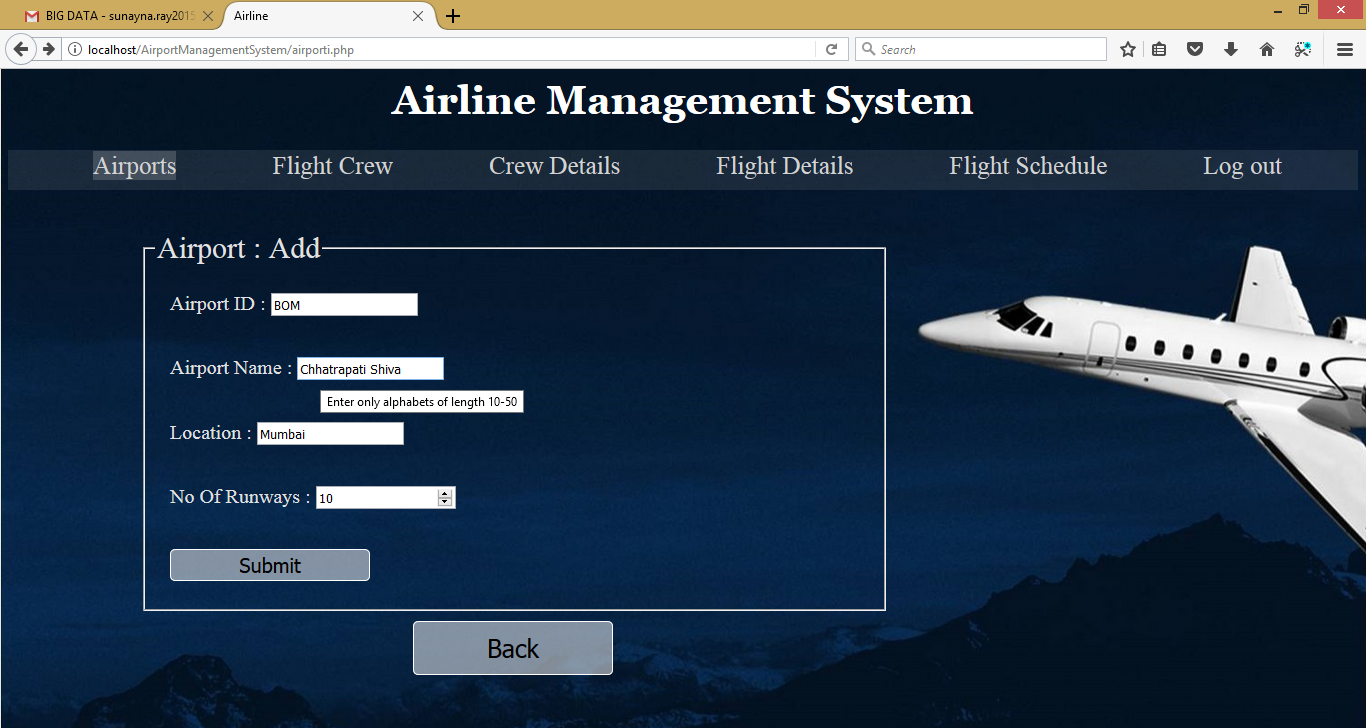 BIG DATA - sunayna.ray2015
Airline
localhost/AirportManagementSystem/airporti.php
Search
Airline Management System
Airports Flight Crew Crew Details Flight Details Flight Schedule Log out
Airport : Add
Airport ID : BOM
Airport Name : Chhatrapati Shiva
Enter only alphabets of length 10-50
Location : Mumbai
No Of Runways : 10
Submit
Back